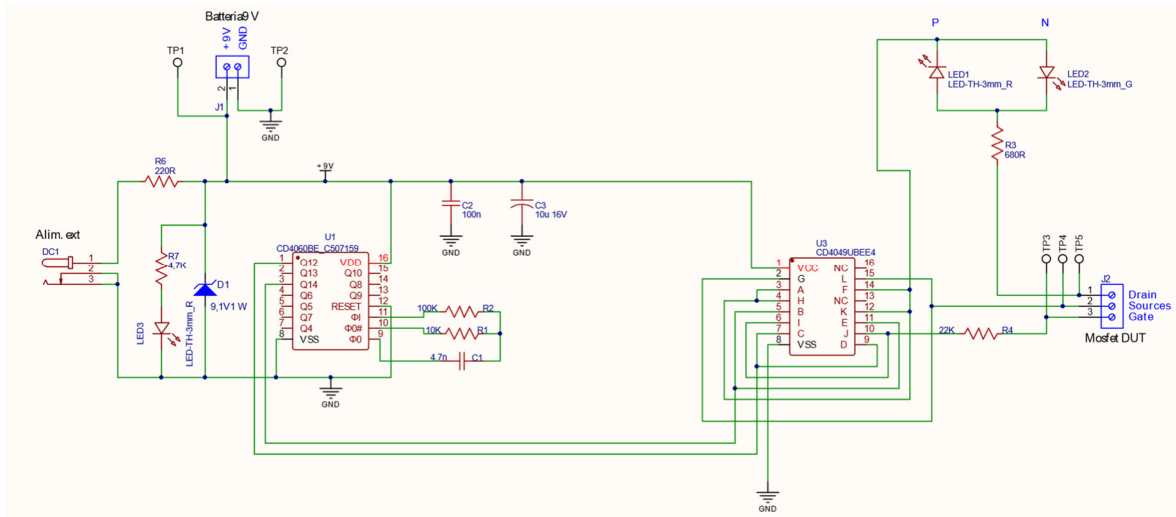 Batteria9 V
+9V
GND
TP1
TP2
2
1
J1
GND
R6
220R
+9V
Alim. ext
DC1
1
2
3
R7
4,7K
LED3
LED-TH-3mm_R
D1
9,1V1 W
U1
CD4060BE_C507159
1 Q12 VDD 16
2 Q13 Q10 15
3 Q14 Q8 14
4 Q6 Q9 13
5 Q5 RESET 12
6 Q7 ΦI 11
7 Q4 Φ0# 10
8 VSS Φ0 9
100K R2
10K R1
4.7n C1
GND
C2
100n
GND
C3
10u 16V
GND
U3
CD4049UBEE4
1 VCC NC 16
2 G L 15
3 A F 14
4 H NC 13
5 B K 12
6 I E 11
7 C J 10
8 VSS D 9
GND
22K R4
P N
LED1
LED-TH-3mm_R
LED2
LED-TH-3mm_G
R3
680R
TP3
TP4
TP5
J2
1 Drain
2 Sources
3 Gate
Mosfet DUT